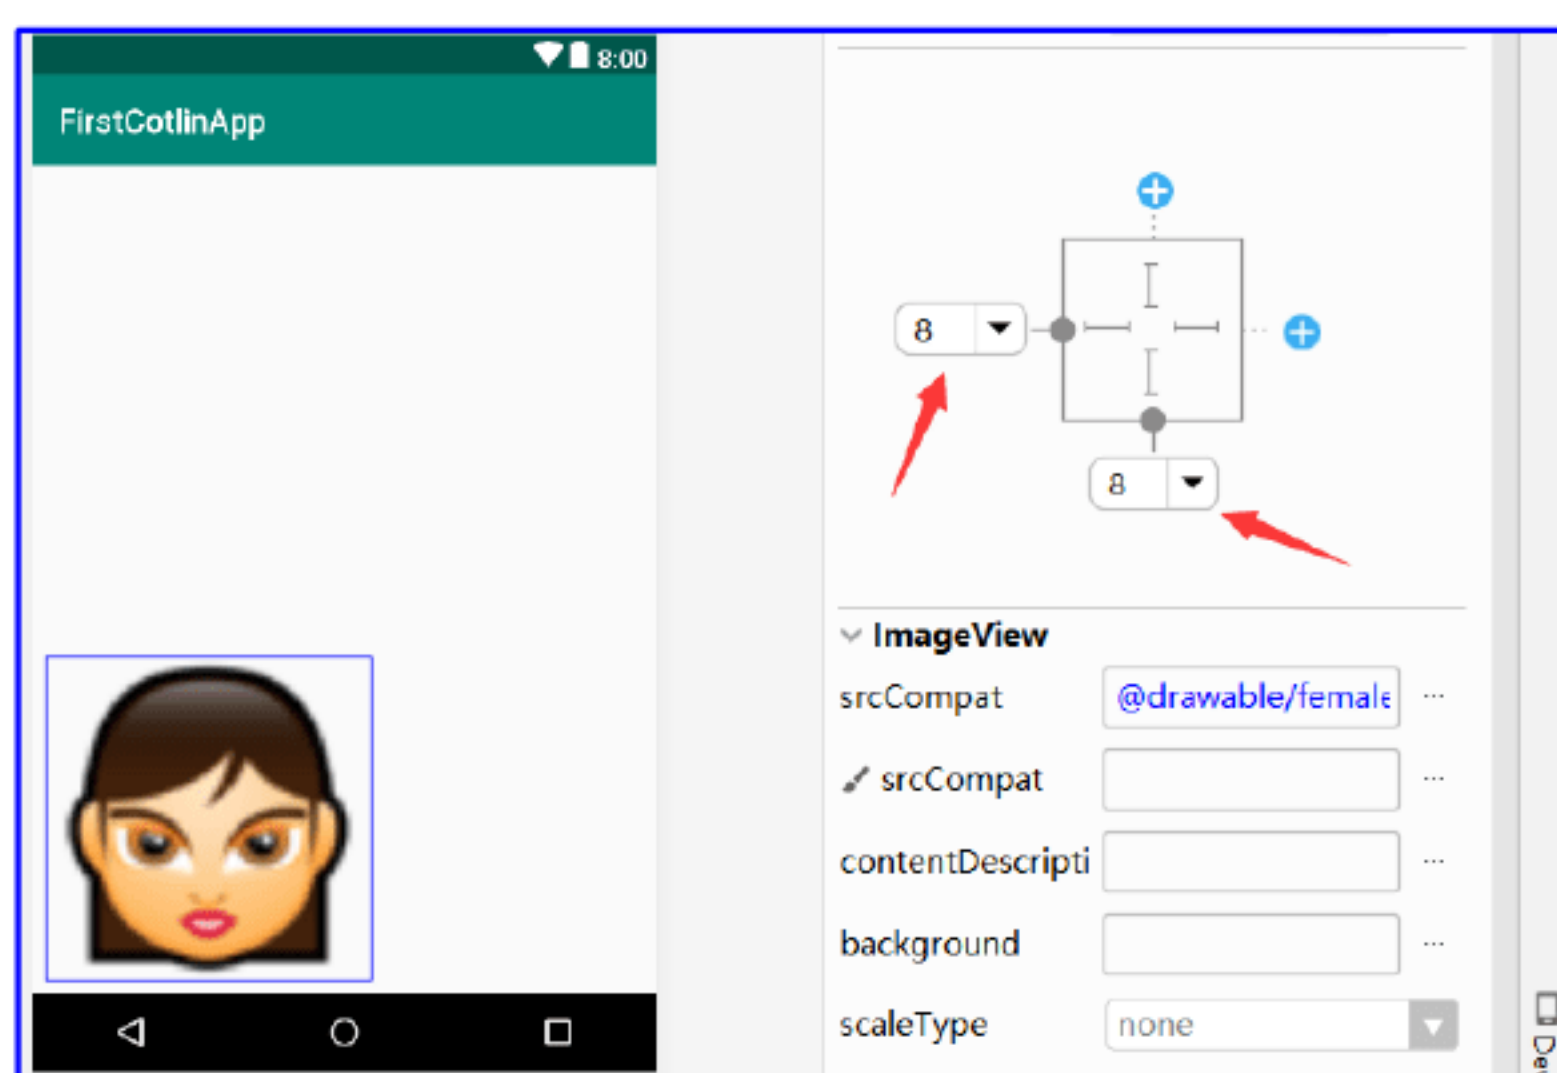 8:00
FirstCotlinApp
8
8
ImageView
srcCompat @drawable/female
srcCompat
contentDescripti
background
scaleType none